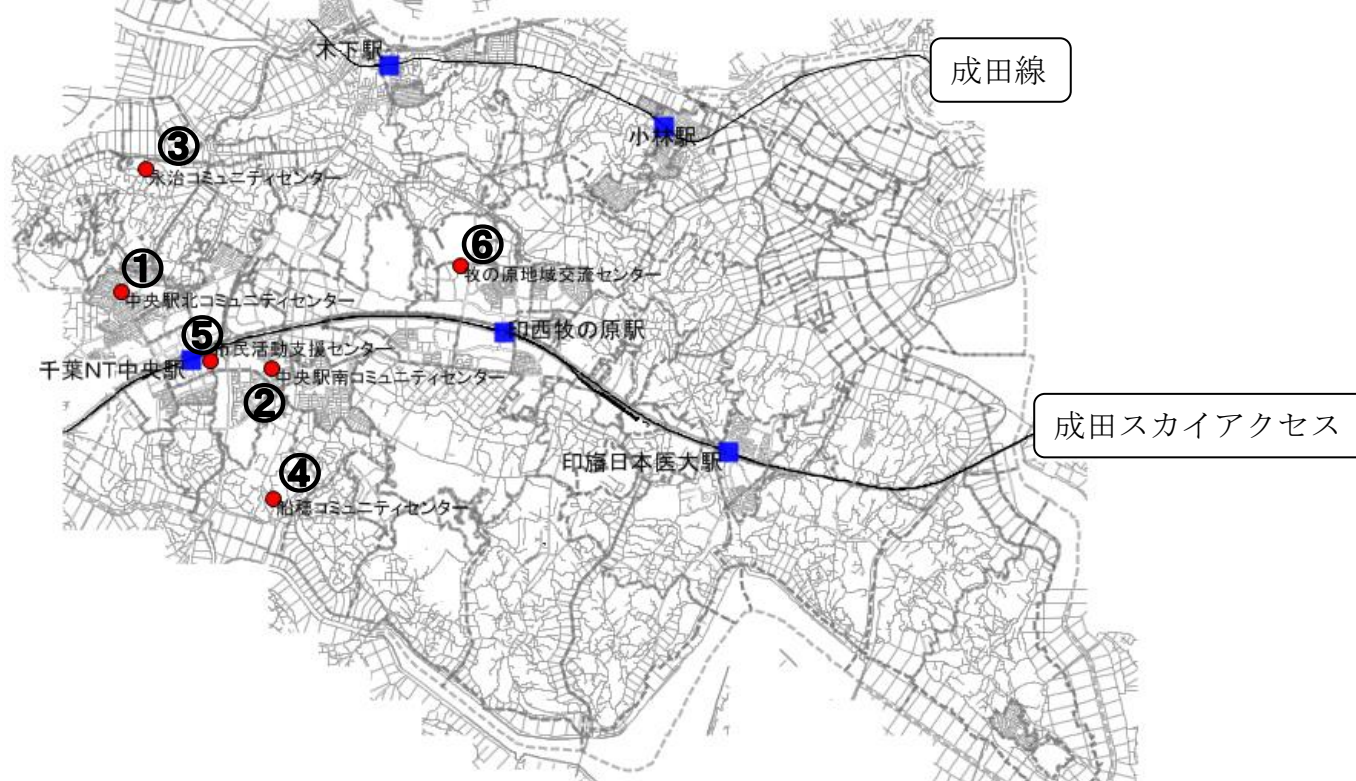 木下駅
成田線
小林駅
③
永治コミュニティセンター
⑥
牧の原地域交流センター
①
中央駅北コミュニティセンター
⑤
市民活動支援センター
印西牧の原駅
千葉NT中央駅
中央駅南コミュニティセンター
②
成田スカイアクセス
印旛日本医大駅
④
船穂コミュニティセンター